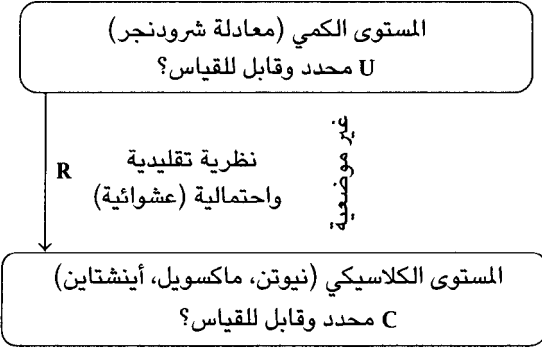 المستوى الكمي (معادلة شرودنجر)
U محدد وقابل للقياس؟
R
نظرية تقليدية
واحتمالية (عشوائية)
غير موضعية
المستوى الكلاسيكي (نيوتن، ماكسويل، أينشتاين)
C محدد وقابل للقياس؟